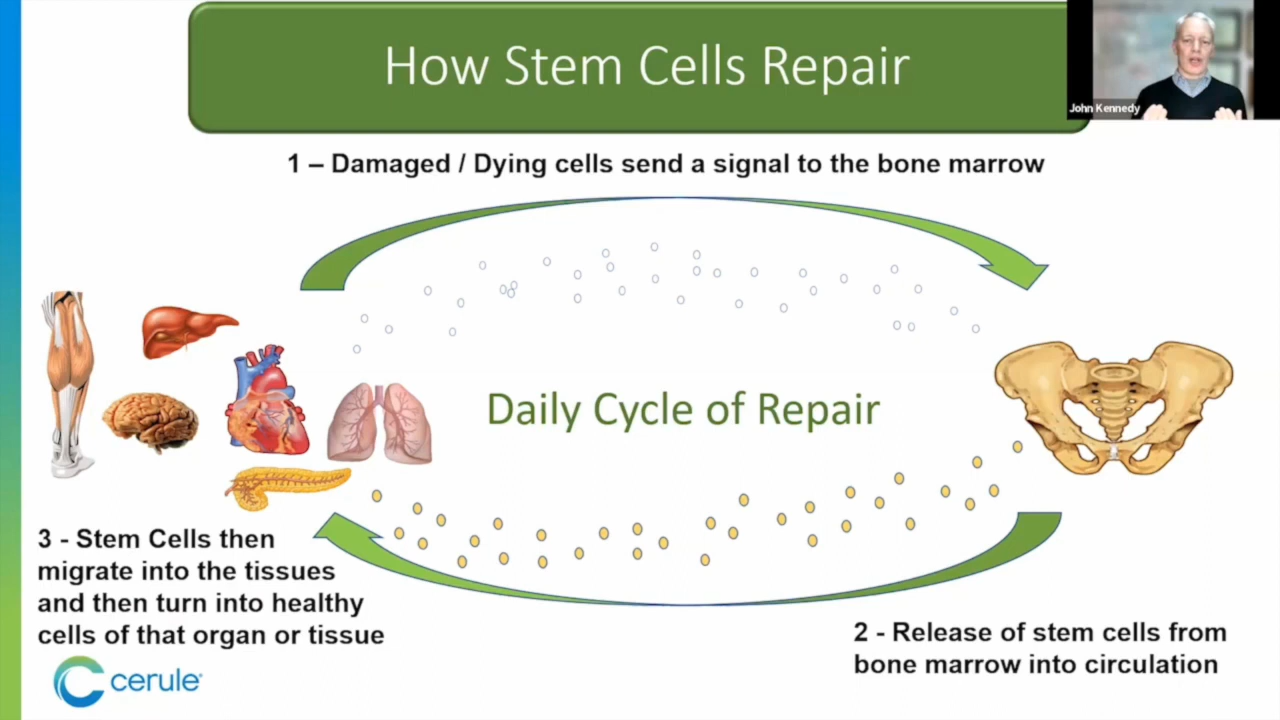 How Stem Cells Repair
John Kennedy
1 – Damaged / Dying cells send a signal to the bone marrow
Daily Cycle of Repair
3 - Stem Cells then
migrate into the tissues
and then turn into healthy
cells of that organ or tissue
2 - Release of stem cells from
bone marrow into circulation
cerule